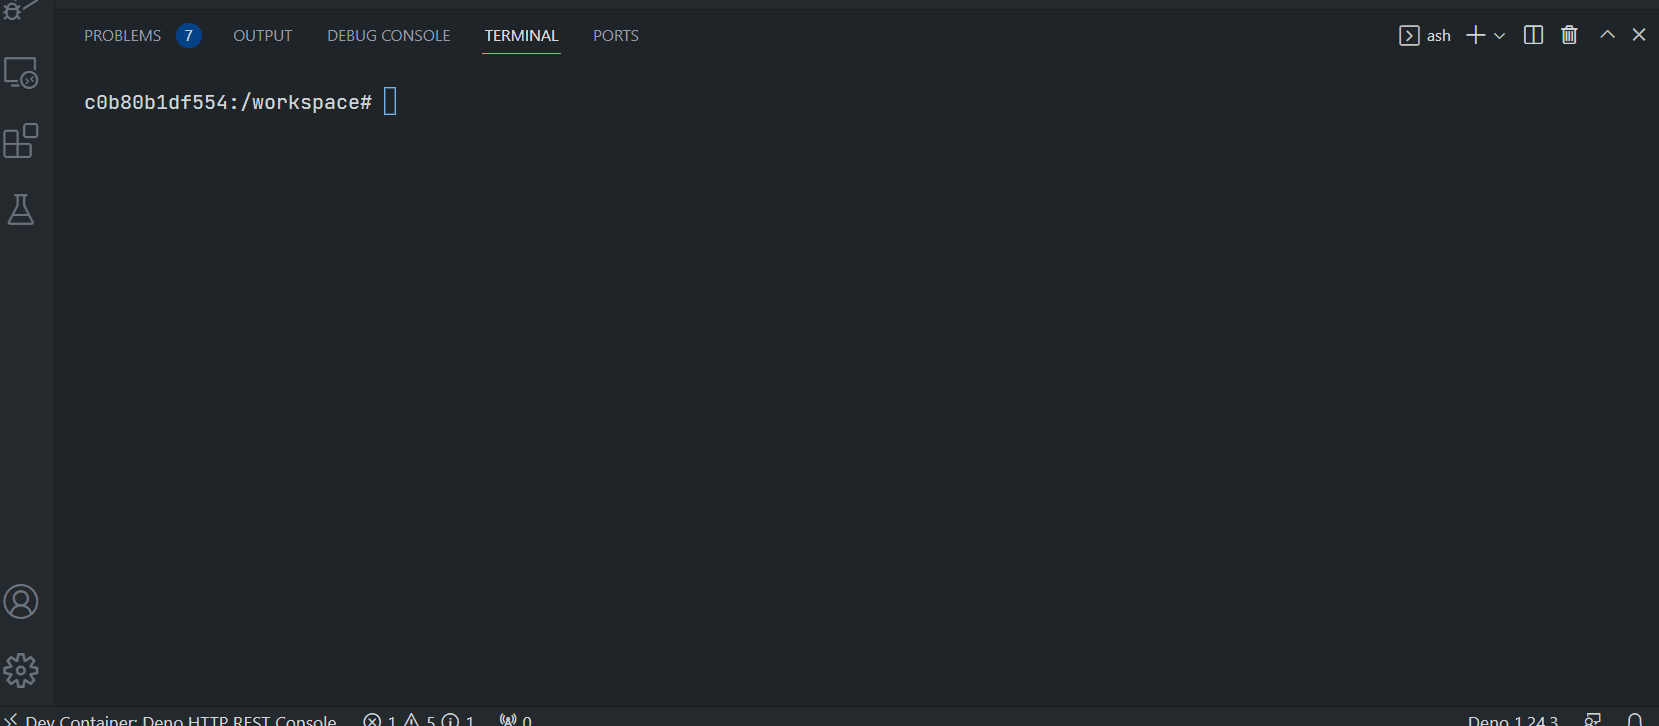 PROBLEMS 7 OUTPUT DEBUG CONSOLE TERMINAL PORTS ash
c0b80b1df554:/workspace#
Dev Container: Deno HTTP REST Console 1 5 1 0 Deno 1.24.3